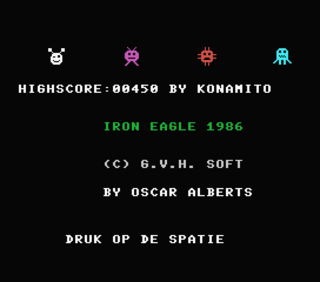 HIGHSCORE:00450 BY KONAMITO
IRON EAGLE 1986
(C) G.V.H. SOFT
BY OSCAR ALBERTS
DRUK OP DE SPATIE